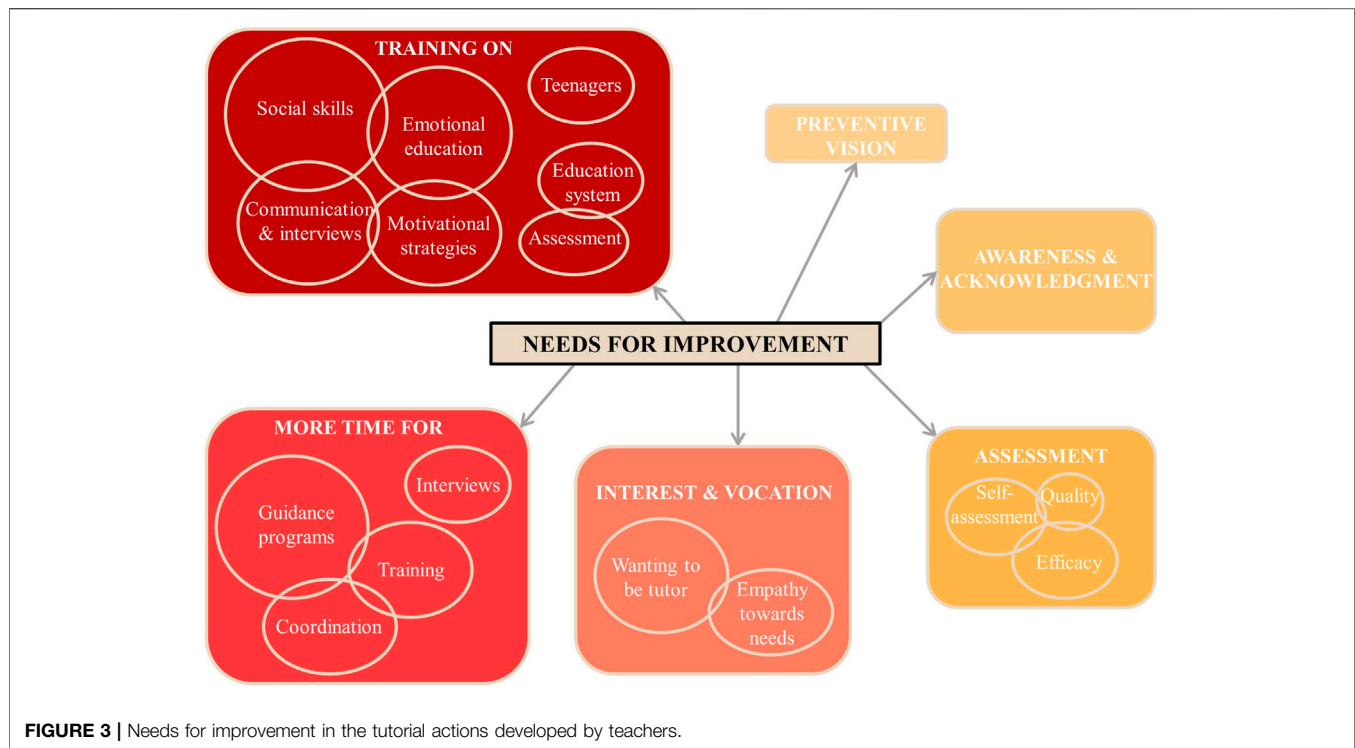 TRAINING ON
Social skills
Emotional
education
Teenagers
Education
system
Communication
& interviews
Motivational
strategies
Assessment
PREVENTIVE
VISION
AWARENESS &
ACKNOWLEDGMENT
NEEDS FOR IMPROVEMENT
MORE TIME FOR
Interviews
Guidance
programs
Training
Coordination
INTEREST & VOCATION
Wanting to
be tutor
Empathy
towards
needs
ASSESSMENT
Self-
assessment
Quality
Efficacy
FIGURE 3 | Needs for improvement in the tutorial actions developed by teachers.